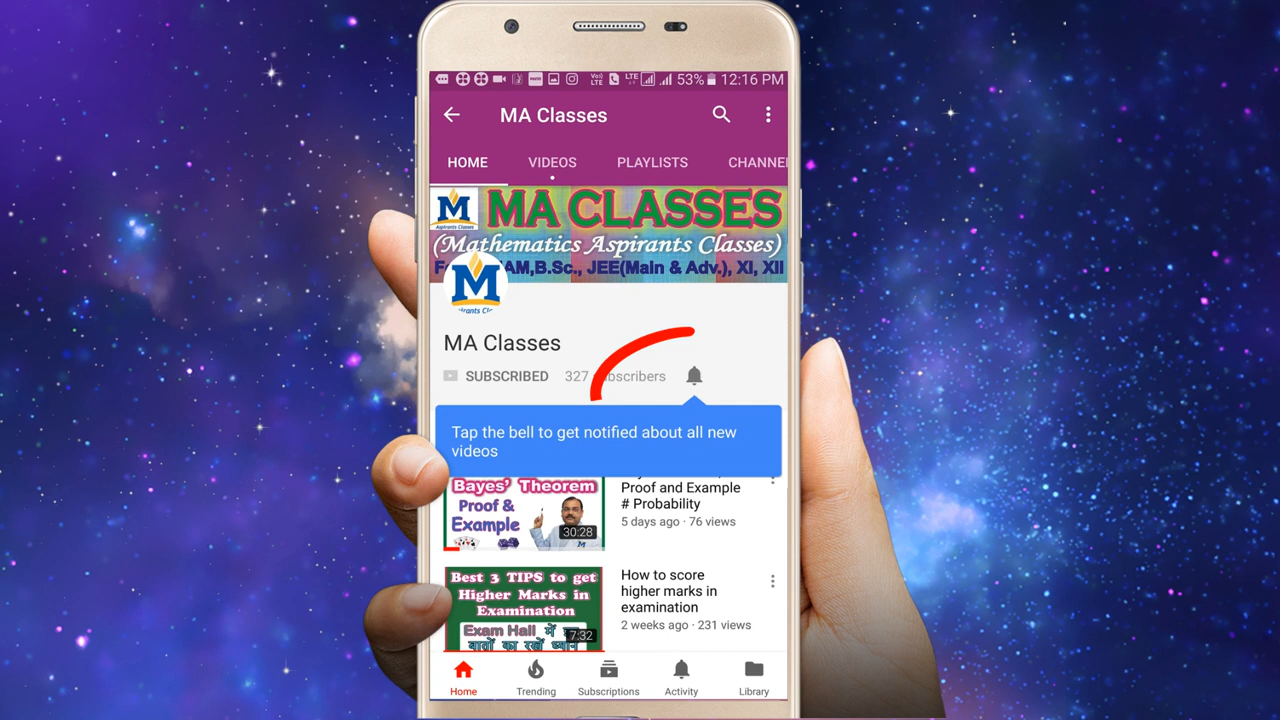 53% 12:16 PM
MA Classes
HOME VIDEOS PLAYLISTS CHANNE
M MA CLASSES
Aspirants Classes
(Mathematics Aspirants Classes)
AM,B.Sc., JEE(Main & Adv.), XI, XII
M
MA Classes
SUBSCRIBED 327 subscribers
Tap the bell to get notified about all new
videos
Bayes' Theorem
Proof &
Example
30:28
Proof and Example
# Probability
5 days ago · 76 views
Best 3 TIPS to get
Higher Marks in
Examination
Exam Hall में
बातों का रखें ध्यान
7:32
How to score
higher marks in
examination
2 weeks ago · 231 views
Home Trending Subscriptions Activity Library